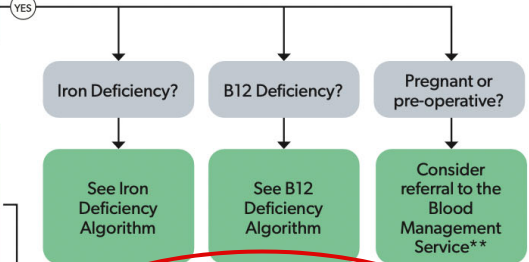 YES
Iron Deficiency?
B12 Deficiency?
Pregnant or
pre-operative?
See Iron
Deficiency
Algorithm
See B12
Deficiency
Algorithm
Consider
referral to the
Blood
Management
Service**